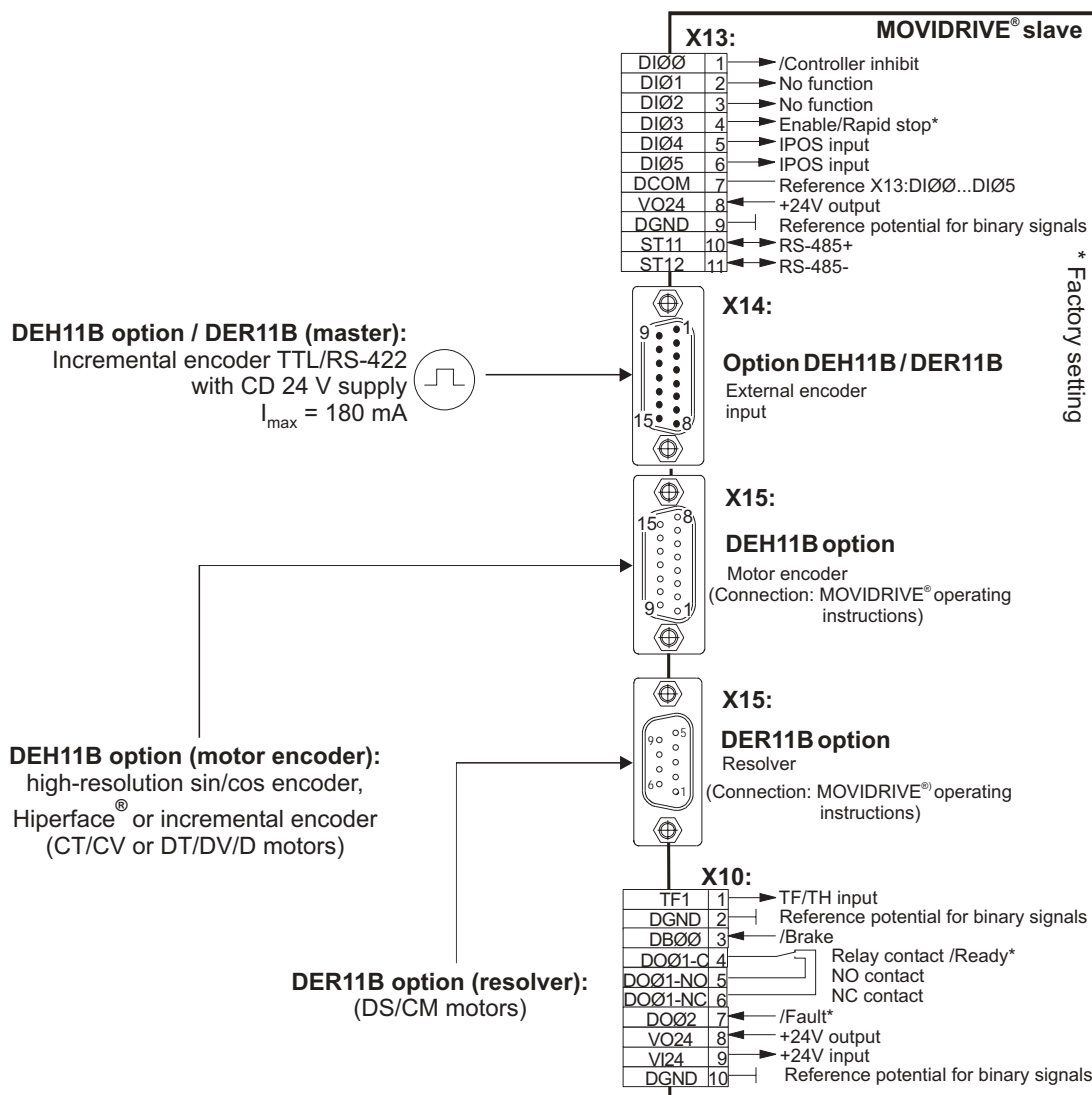 MOVIDRIVE® slave
X13:
DIØØ 1 /Controller inhibit
DIØ1 2 No function
DIØ2 3 No function
DIØ3 4 Enable/Rapid stop*
DIØ4 5 IPOS input
DIØ5 6 IPOS input
DCOM 7 Reference X13:DIØØ...DIØ5
VO24 8 +24V output
DGND 9 Reference potential for binary signals
ST11 10 RS-485+
ST12 11 RS-485-
* Factory setting
DEH11B option / DER11B (master):
Incremental encoder TTL/RS-422
with CD 24 V supply
Imax = 180 mA
X14:
9 1
15 8
Option DEH11B / DER11B
External encoder
input
X15:
15 8
9 1
DEH11B option
Motor encoder
(Connection: MOVIDRIVE® operating
instructions)
DEH11B option (motor encoder):
high-resolution sin/cos encoder,
Hiperface® or incremental encoder
(CT/CV or DT/DV/D motors)
X15:
9 5
6 1
DER11B option
Resolver
(Connection: MOVIDRIVE®) operating
instructions)
DER11B option (resolver):
(DS/CM motors)
X10:
TF1 1 TF/TH input
DGND 2 Reference potential for binary signals
DBØØ 3 /Brake
DOØ1-C 4 Relay contact /Ready*
DOØ1-NO 5 NO contact
DOØ1-NC 6 NC contact
DOØ2 7 /Fault*
VO24 8 +24V output
VI24 9 +24V input
DGND 10 Reference potential for binary signals